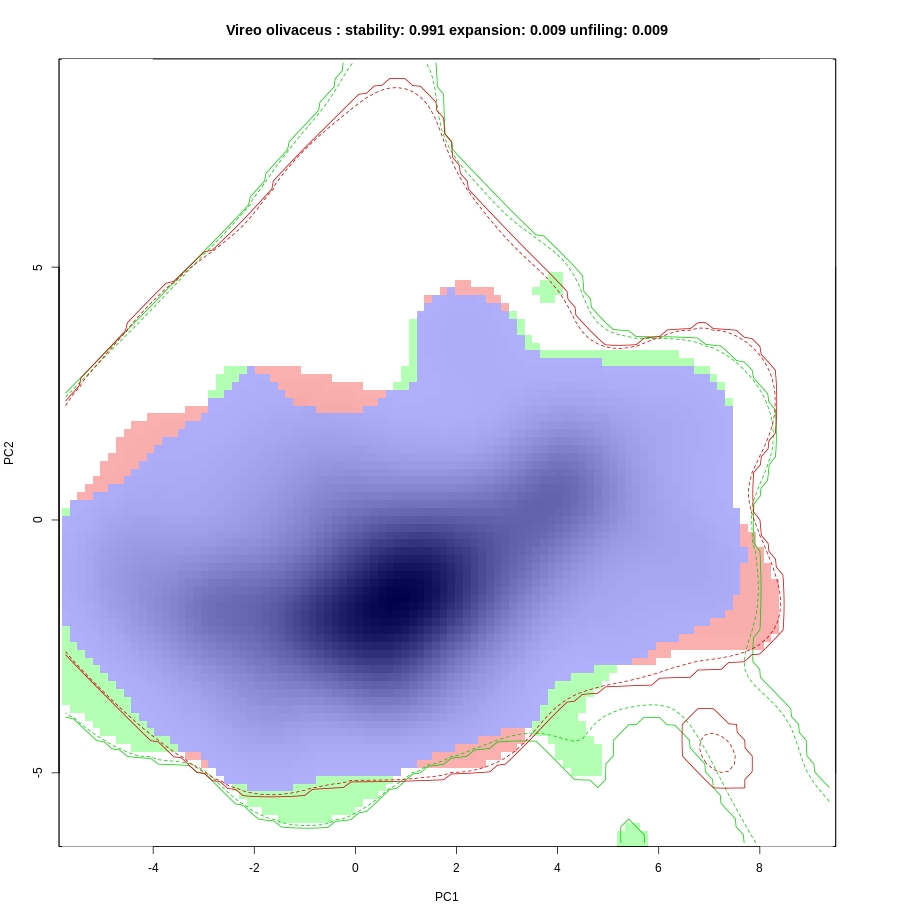 Vireo olivaceus : stability: 0.991 expansion: 0.009 unfiling: 0.009
5
0
-5
PC2
-4 -2 0 2 4 6 8
PC1